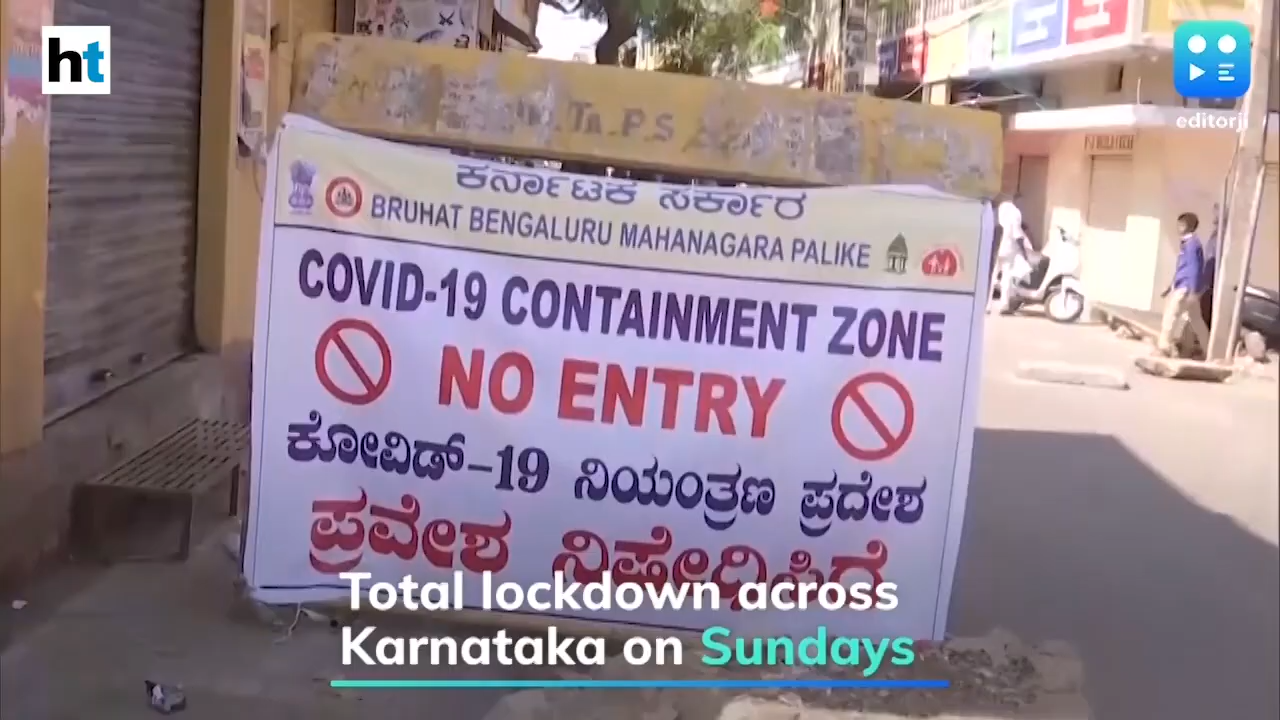 ht
editorji
ಕರ್ನಾಟಕ ಸರ್ಕಾರ
BRUHAT BENGALURU MAHANAGARA PALIKE
COVID-19 CONTAINMENT ZONE
NO ENTRY
ಕೋವಿಡ್-19 ನಿಯಂತ್ರಣ ಪ್ರದೇಶ
ಪ್ರವೇಶ ನಿಷೇಧಿಸಿದೆ
Total lockdown across
Karnataka on Sundays